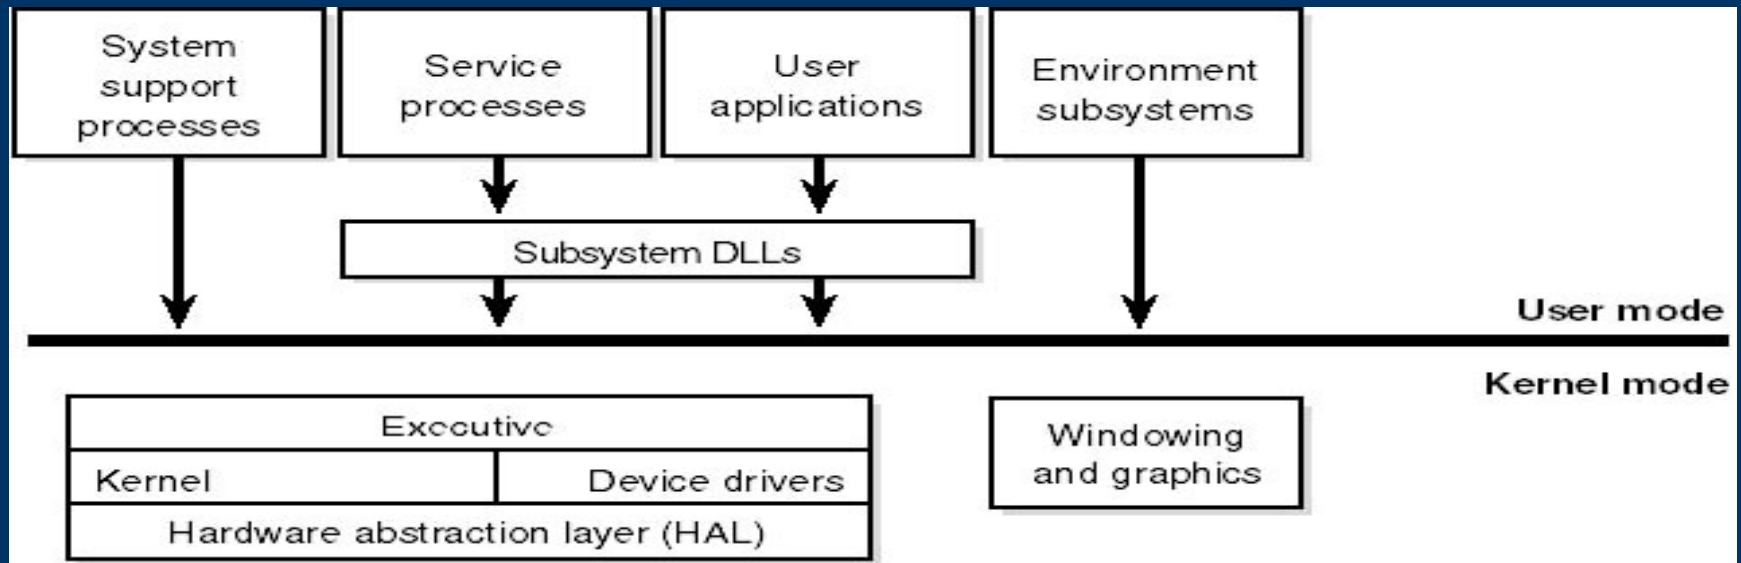 System
support
processes
Service
processes
User
applications
Environment
subsystems
Subsystem DLLs
User mode
Kernel mode
Executive
Kernel
Device drivers
Hardware abstraction layer (HAL)
Windowing
and graphics